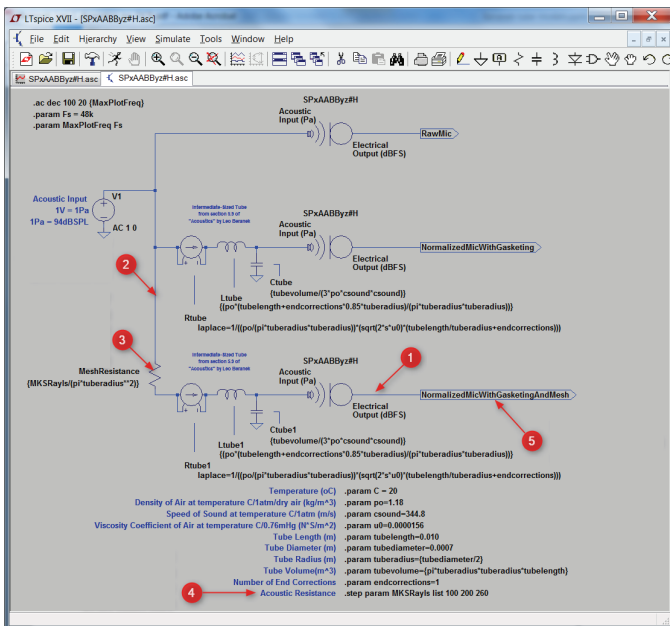 LTspice XVII - [SPxAABByz#H.asc]
File Edit Hierarchy View Simulate Tools Window Help
SPxAABByz#H.asc SPxAABByz#H.asc
.ac dec 100 20 {MaxPlotFreq}
.param Fs = 48k
.param MaxPlotFreq Fs
SPxAABByz#H
Acoustic
Input (Pa)
RawMic
Electrical
Output (dBFS)
Acoustic Input
1V = 1Pa
1Pa = 94dBSPL
V1
AC 1 0
Intermediate-Sized Tube
from section 5.9 of
"Acoustics" by Leo Beranek
SPxAABByz#H
Acoustic
Input (Pa)
NormalizedMicWithGasketing
Electrical
Output (dBFS)
2
Ctube
{tubevolume/(3*po*csound*csound)}
Ltube
{(po*(tubelength+endcorrections*0.85*tuberadius)/(pi*tuberadius*tuberadius))}
Rtube
laplace=1/((po/(pi*tuberadius*tuberadius))*(sqrt(2*s*u0)*(tubelength/tuberadius+endcorrections)))
3
MeshResistance
{MKSRayls/(pi*tuberadius**2)}
Intermediate-Sized Tube
from section 5.9 of
"Acoustics" by Leo Beranek
SPxAABByz#H
Acoustic
Input (Pa)
1
NormalizedMicWithGasketingAndMesh
Electrical
Output (dBFS)
5
Ctube1
{tubevolume/(3*po*csound*csound)}
Ltube1
{(po*(tubelength+endcorrections*0.85*tuberadius)/(pi*tuberadius*tuberadius))}
Rtube1
laplace=1/((po/(pi*tuberadius*tuberadius))*(sqrt(2*s*u0)*(tubelength/tuberadius+endcorrections)))
Temperature (oC) .param C = 20
Density of Air at temperature C/1atm/dry air (kg/m^3) .param po=1.18
Speed of Sound at temperature C/1atm (m/s) .param csound=344.8
Viscosity Coefficient of Air at temperature C/0.76mHg (N*S/m^2) .param u0=0.0000156
Tube Length (m) .param tubelength=0.010
Tube Diameter (m) .param tubediameter=0.0007
Tube Radius (m) .param tuberadius={tubediameter/2}
Tube Volume(m^3) .param tubevolume={pi*tuberadius*tuberadius*tubelength}
Number of End Corrections .param endcorrections=1
4 Acoustic Resistance .step param MKSRayls list 100 200 260